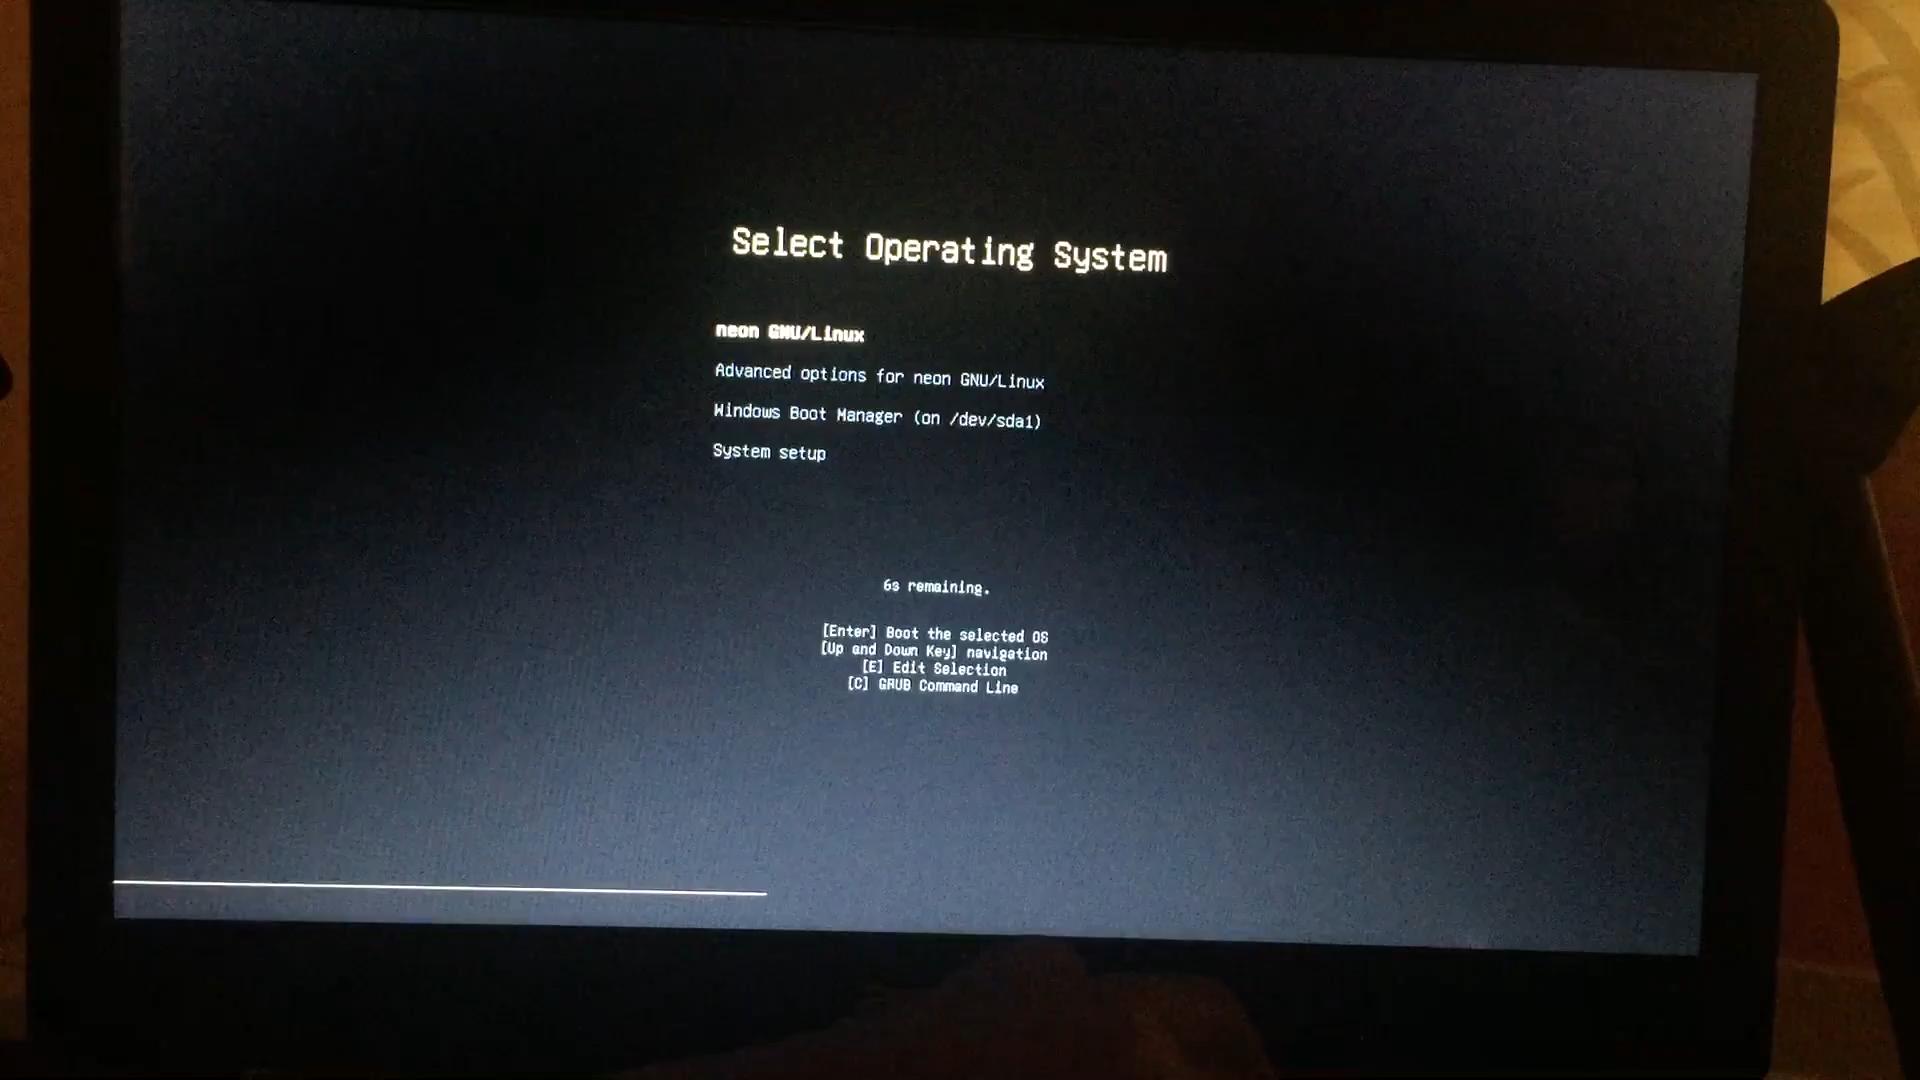 Select Operating System
neon GNU/Linux
Advanced options for neon GNU/Linux
Windows Boot Manager (on /dev/sda1)
System setup
6s remaining.
[Enter] Boot the selected OS
[Up and Down Key] navigation
[E] Edit Selection
[C] GRUB Command Line